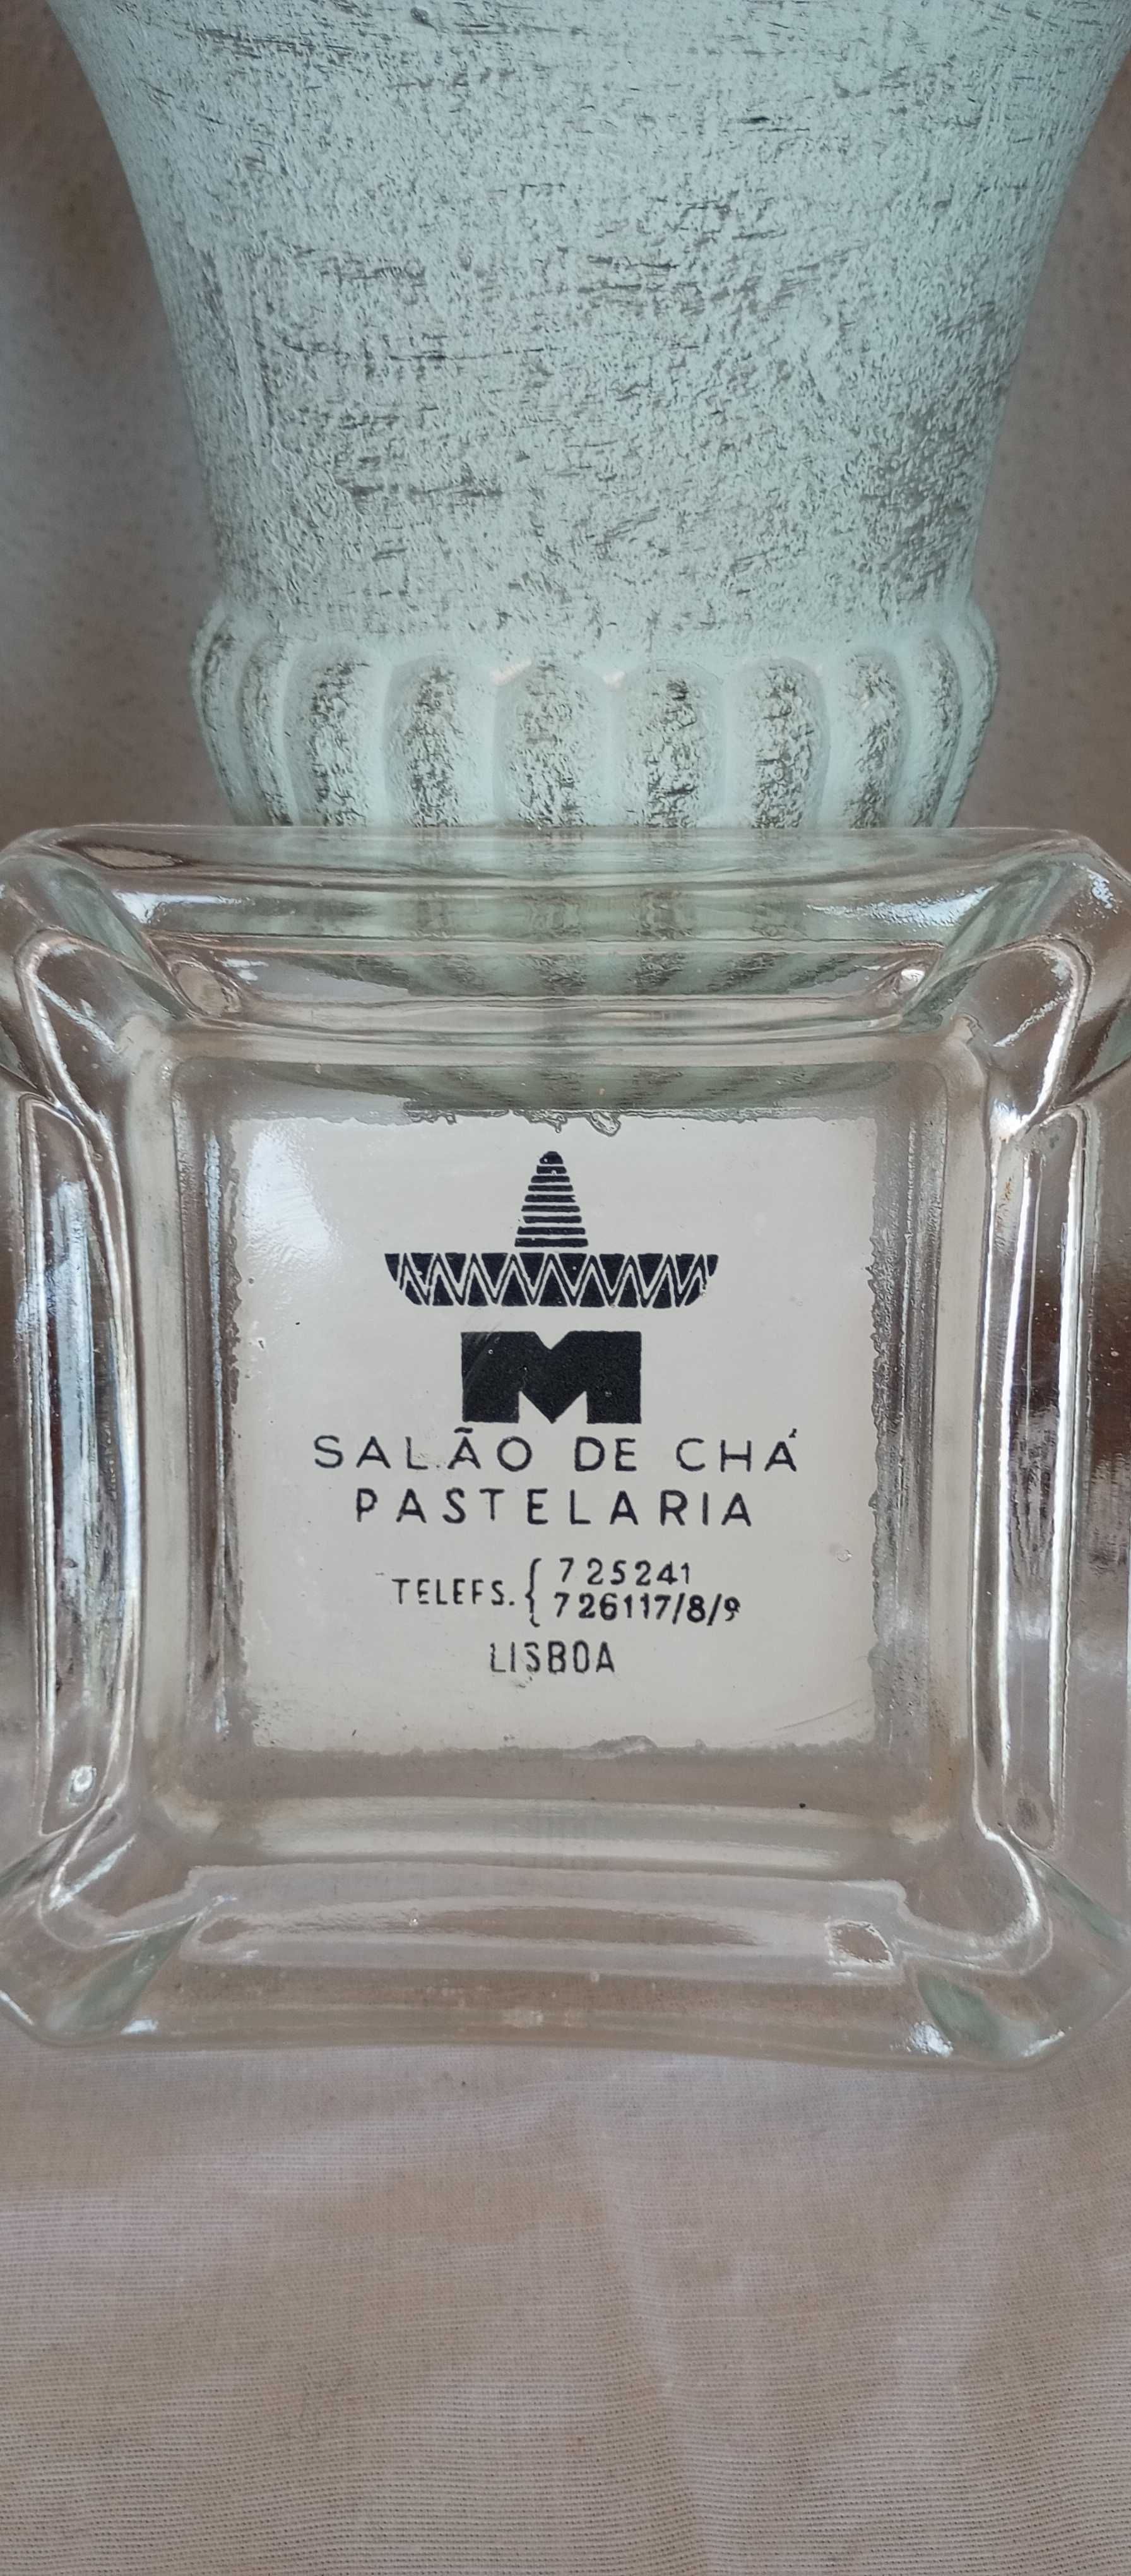 M
SALÃO DE CHÁ
PASTELARIA
TELEFS. { 725241
726117/8/9
LISBOA